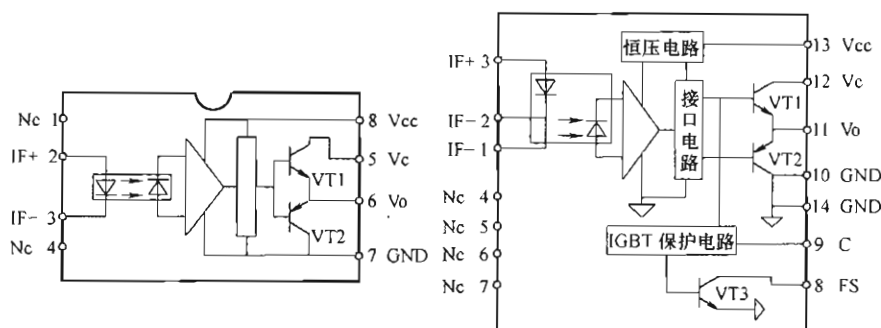 Nc 1
IF+ 2
IF- 3
Nc 4
8 Vcc
5 Vc
6 Vo
7 GND
VT1
VT2
IF+ 3
IF- 2
IF- 1
Nc 4
Nc 5
Nc 6
Nc 7
恒压电路
接口电路
IGBT 保护电路
VT1
VT2
VT3
13 Vcc
12 Vc
11 Vo
10 GND
14 GND
9 C
8 FS